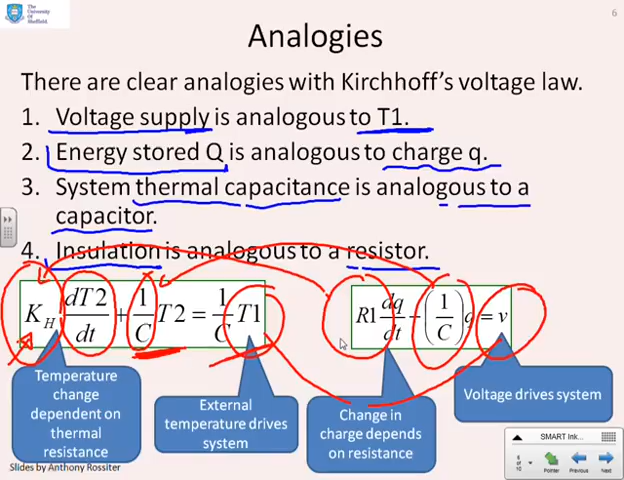 The
University
Of
Sheffield.
6
Analogies
There are clear analogies with Kirchhoff's voltage law.
1. Voltage supply is analogous to T1.
2. Energy stored Q is analogous to charge q.
3. System thermal capacitance is analogous to a
capacitor.
4. Insulation is analogous to a resistor.
K_H dT2/dt + 1/C T2 = 1/C T1
R1 dq/dt − (1/C) q = v
Temperature
change
dependent on
thermal
resistance
External
temperature drives
system
Change in
charge depends
on resistance
Voltage drives system
Slides by Anthony Rossiter
SMART Ink...
6
of
10
Pointer
Previous
Next